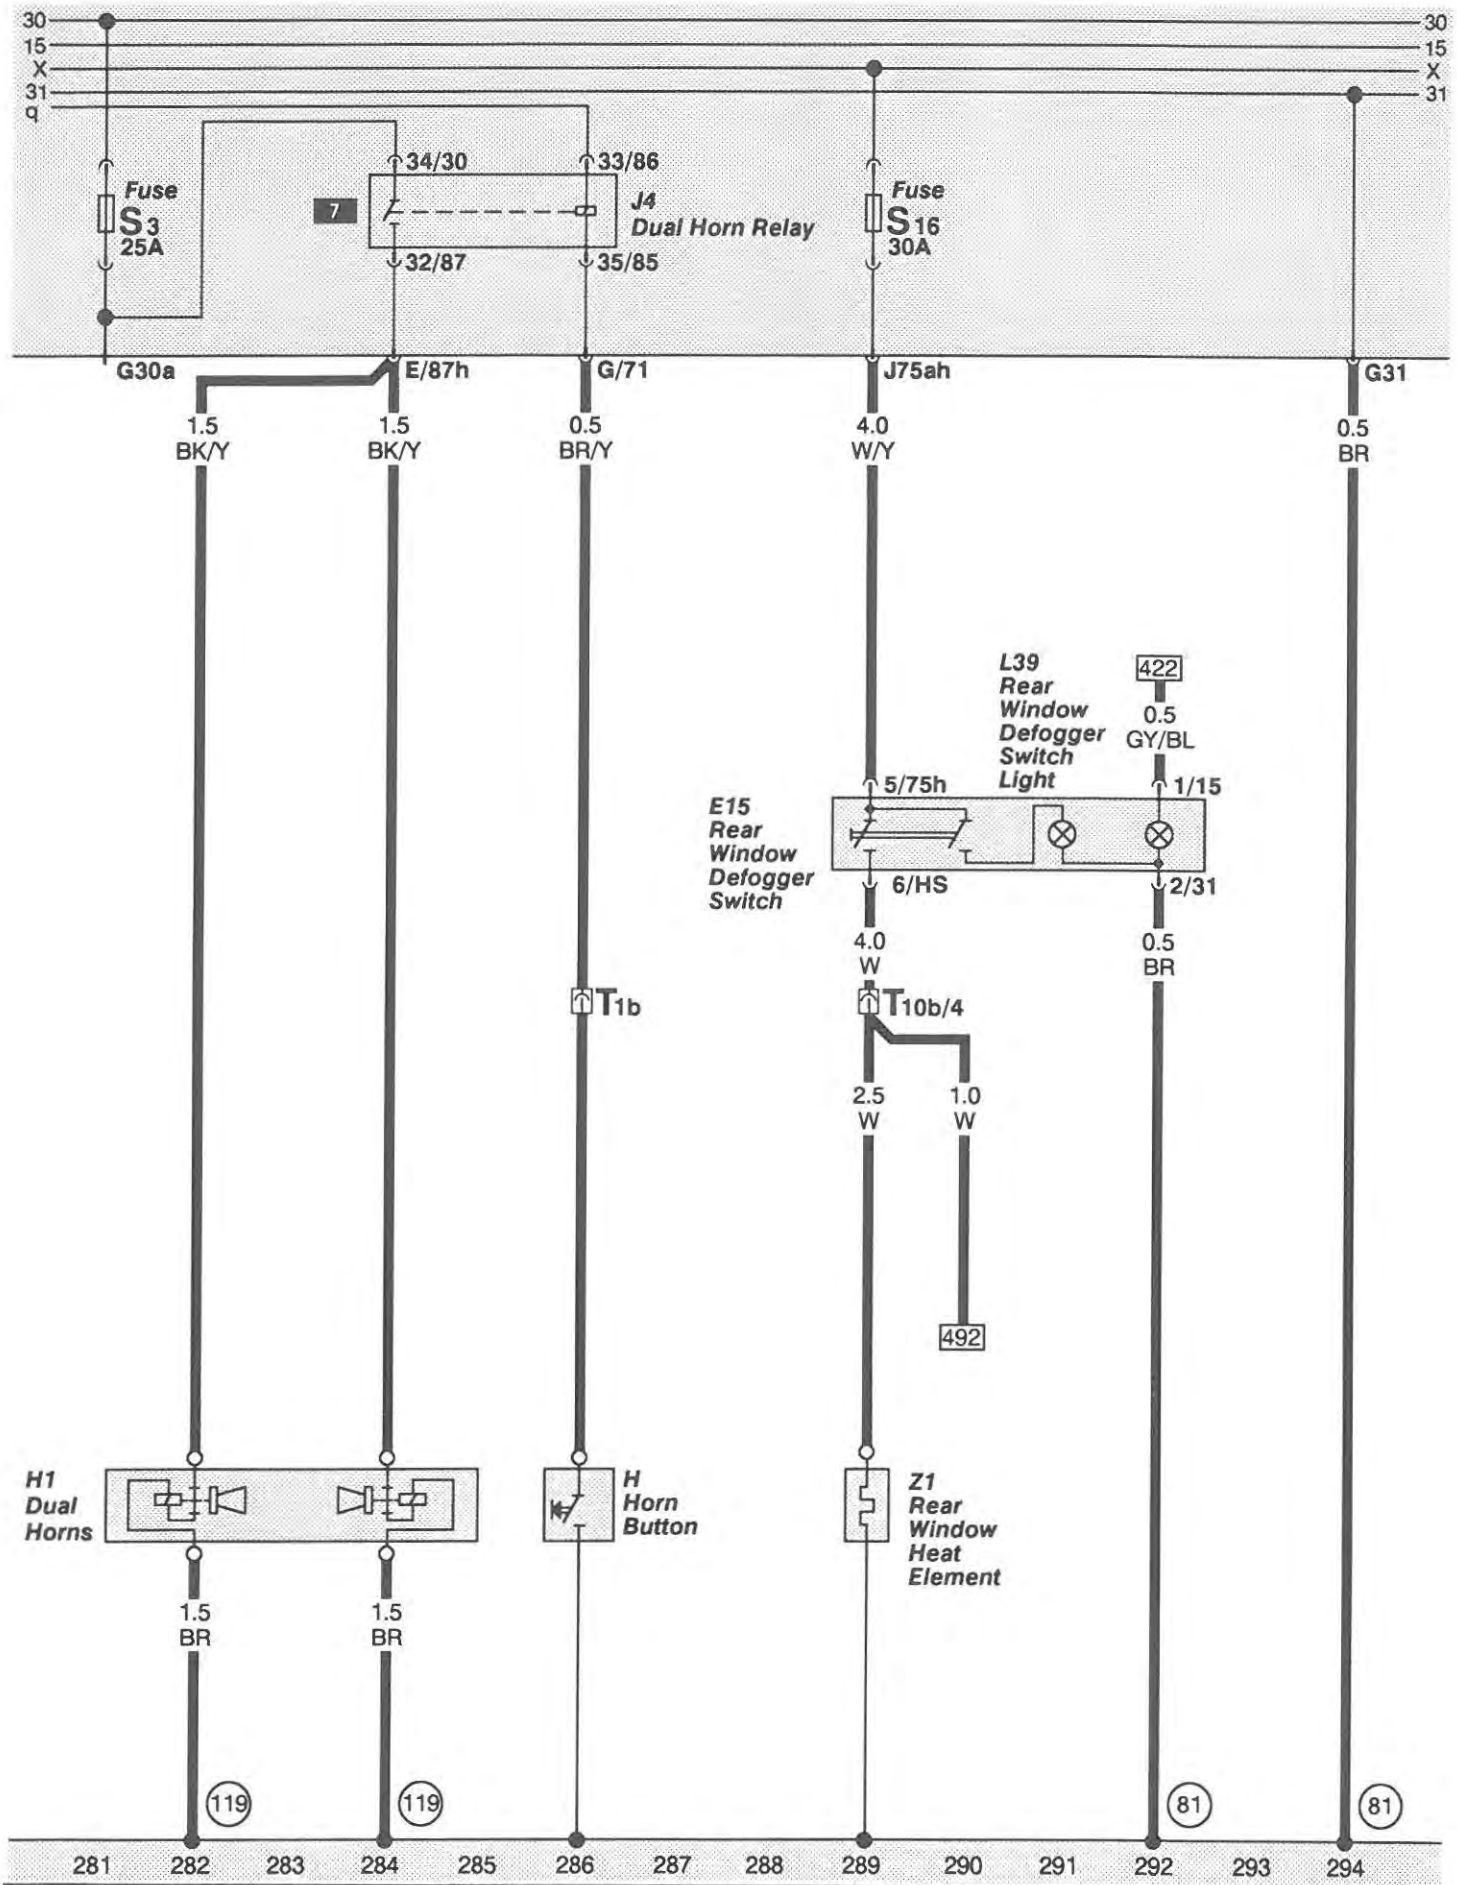 30 30
15 15
X X
31 31
q
34/30 33/86
Fuse
S3
25A
7
J4
Dual Horn Relay
Fuse
S16
30A
32/87 35/85
G30a E/87h G/71 J75ah G31
1.5
BK/Y
1.5
BK/Y
0.5
BR/Y
4.0
W/Y
0.5
BR
L39
Rear
Window
Defogger
Switch
Light
422
0.5
GY/BL
5/75h 1/15
E15
Rear
Window
Defogger
Switch
6/HS 2/31
4.0
W
0.5
BR
T1b T10b/4
2.5
W
1.0
W
492
H1
Dual
Horns
H
Horn
Button
Z1
Rear
Window
Heat
Element
1.5
BR
1.5
BR
119 119 81 81
281 282 283 284 285 286 287 288 289 290 291 292 293 294